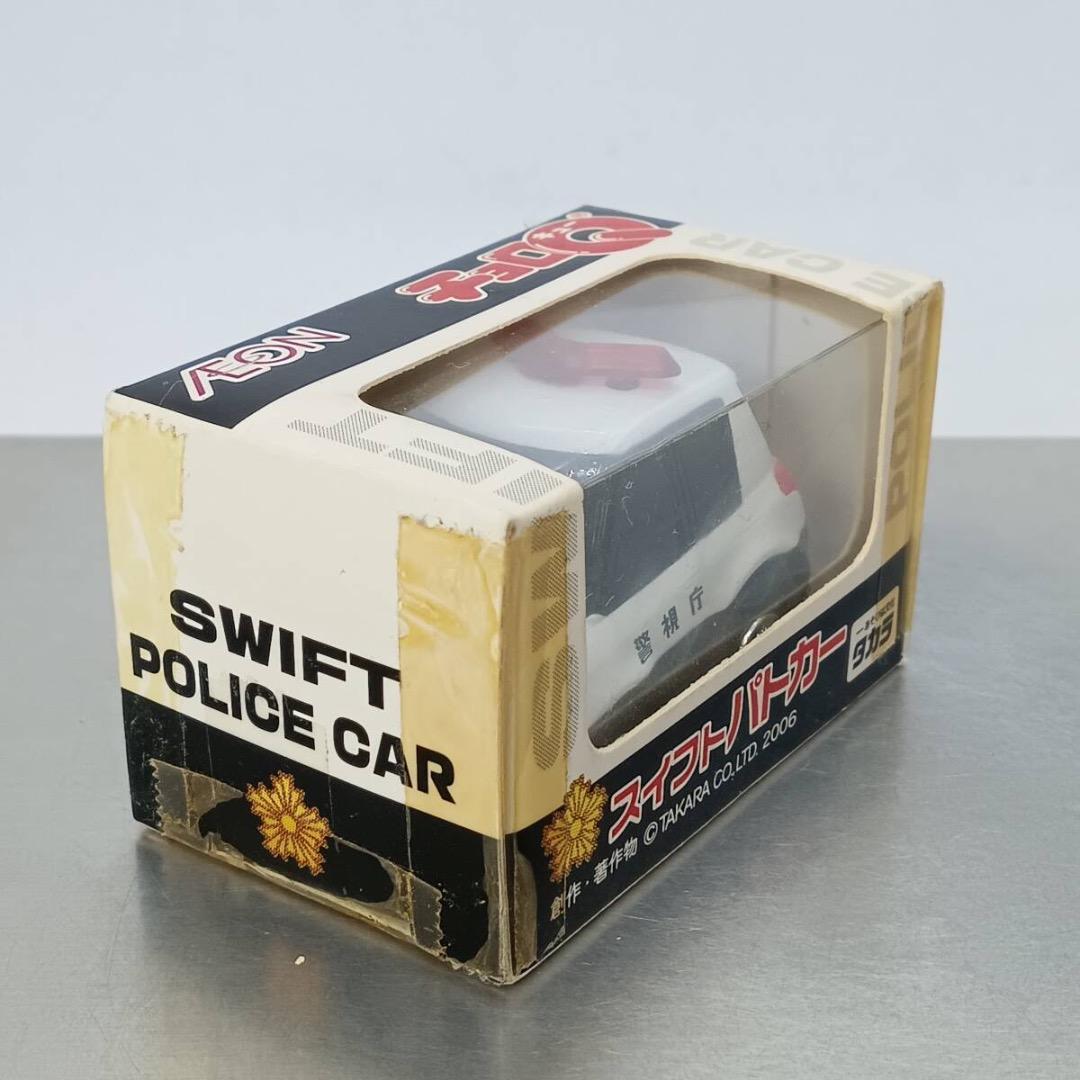 チョロQ
SWIFT
POLICE CAR
E CAR
警視庁
スイフトパトカー
タカラ
創作・著作物 © TAKARA CO., LTD. 2006